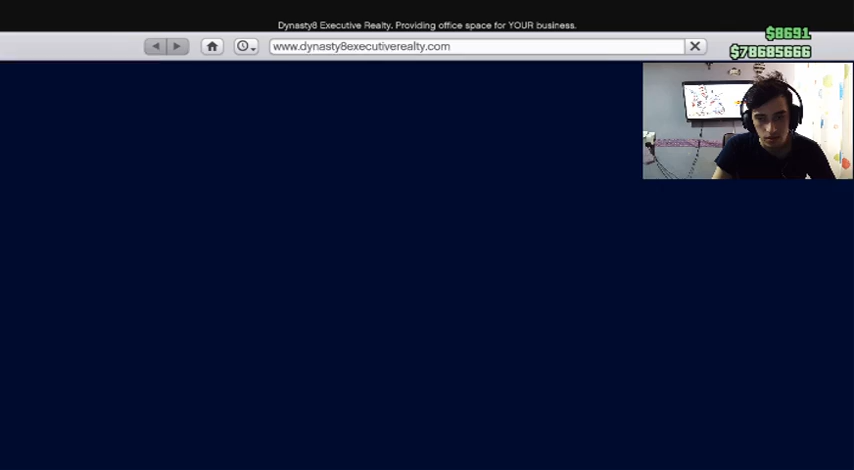 Dynasty8 Executive Realty. Providing office space for YOUR business.
$8691
www.dynasty8executiverealty.com
$78685666